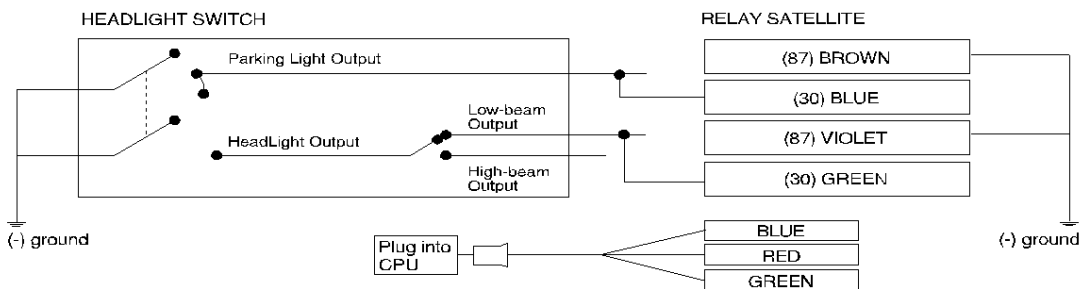 HEADLIGHT SWITCH
RELAY SATELLITE
Parking Light Output
(87) BROWN
(30) BLUE
Low-beam
Output
(87) VIOLET
HeadLight Output
High-beam
Output
(30) GREEN
(-) ground
(-) ground
Plug into
CPU
BLUE
RED
GREEN